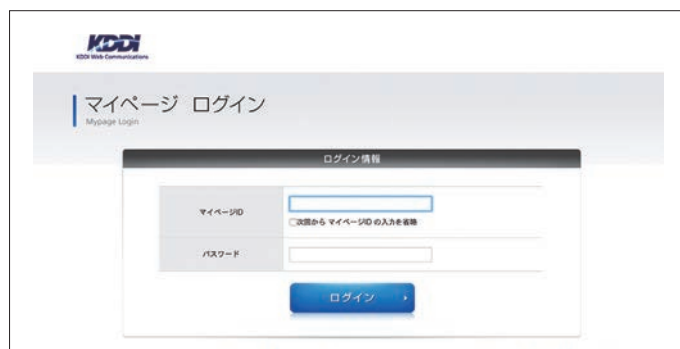 KDDI
KDDI Web Communications
マイページ ログイン
Mypage Login
ログイン情報
マイページID
□次回から マイページID の入力を省略
パスワード
ログイン